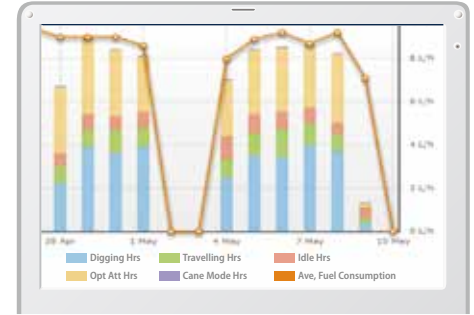 8 L/h
6 L/h
4 L/h
2 L/h
0 L/h
28 Apr 1 May 4 May 7 May 10 May
Digging Hrs Travelling Hrs Idle Hrs
Opt Att Hrs Cane Mode Hrs Ave, Fuel Consumption